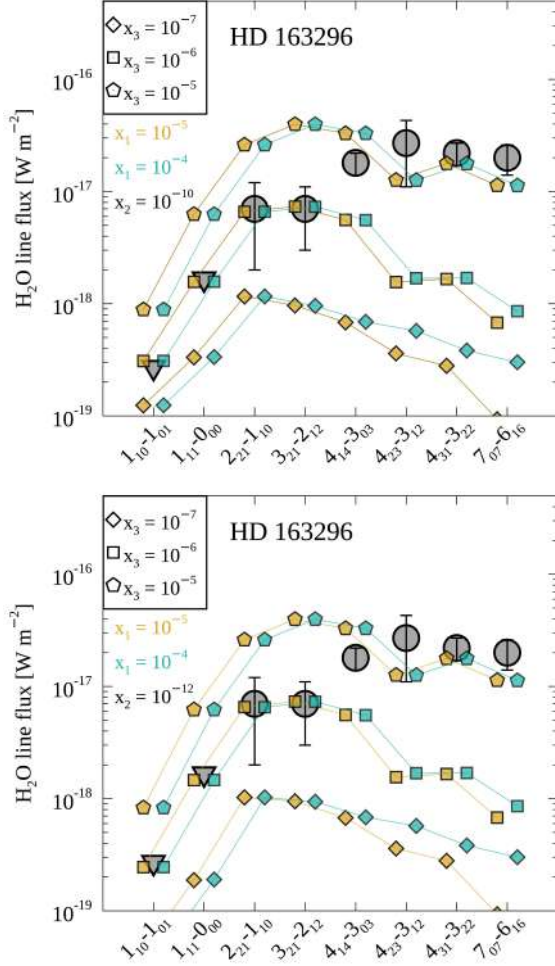 HD 163296
x₃ = 10⁻⁷
x₃ = 10⁻⁶
x₃ = 10⁻⁵
x₁ = 10⁻⁵
x₁ = 10⁻⁴
x₂ = 10⁻¹⁰
H₂O line flux [W m⁻²]
10⁻¹⁶
10⁻¹⁷
10⁻¹⁸
10⁻¹⁹
1₁₀-1₀₁
1₁₁-0₀₀
2₂₁-1₁₀
3₂₁-2₁₂
4₁₄-3₀₃
4₂₃-3₁₂
4₃₁-3₂₂
7₀₇-6₁₆
HD 163296
x₃ = 10⁻⁷
x₃ = 10⁻⁶
x₃ = 10⁻⁵
x₁ = 10⁻⁵
x₁ = 10⁻⁴
x₂ = 10⁻¹²
H₂O line flux [W m⁻²]
10⁻¹⁶
10⁻¹⁷
10⁻¹⁸
10⁻¹⁹
1₁₀-1₀₁
1₁₁-0₀₀
2₂₁-1₁₀
3₂₁-2₁₂
4₁₄-3₀₃
4₂₃-3₁₂
4₃₁-3₂₂
7₀₇-6₁₆